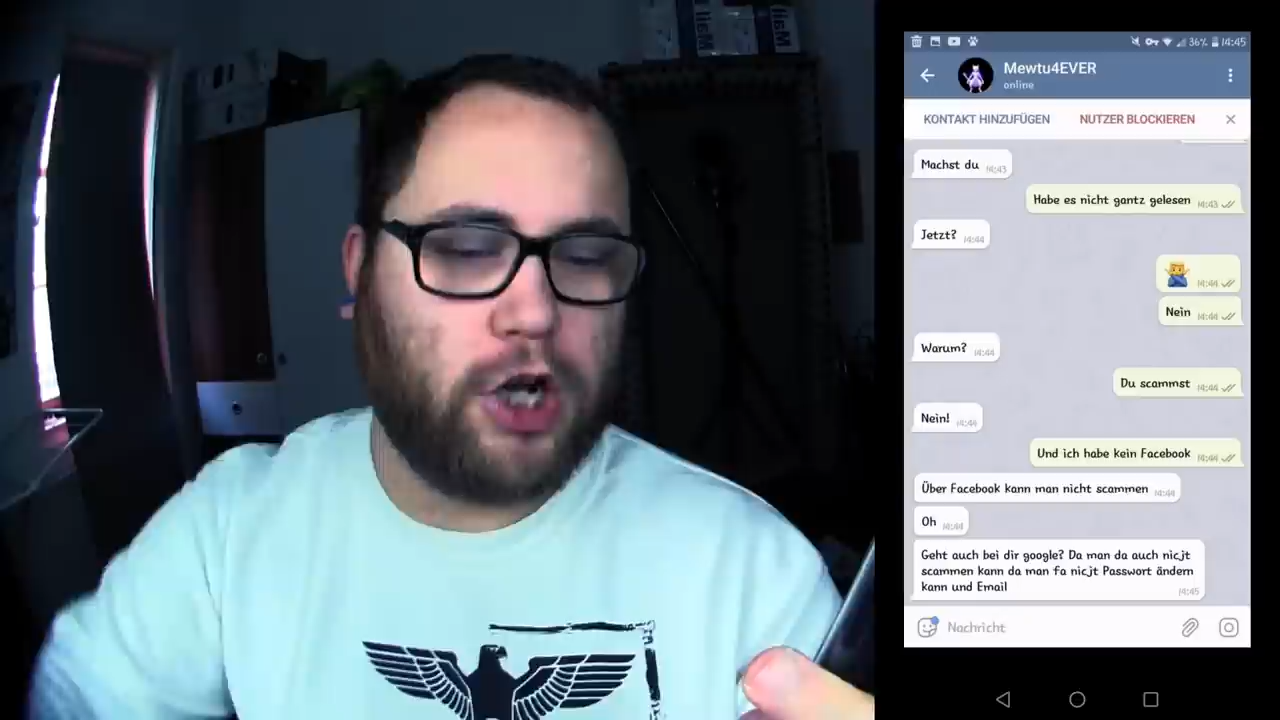 36% 14:45
Mewtu4EVER
online
KONTAKT HINZUFÜGEN NUTZER BLOCKIEREN
Machst du 14:43
Habe es nicht gantz gelesen 14:43
Jetzt? 14:44
14:44
Nein 14:44
Warum? 14:44
Du scammst 14:44
Nein! 14:44
Und ich habe kein Facebook 14:44
Über Facebook kann man nicht scammen 14:44
Oh 14:44
Geht auch bei dir google? Da man da auch nicjt
scammen kann da man fa nicjt Passwort ändern
kann und Email
14:45
Nachricht